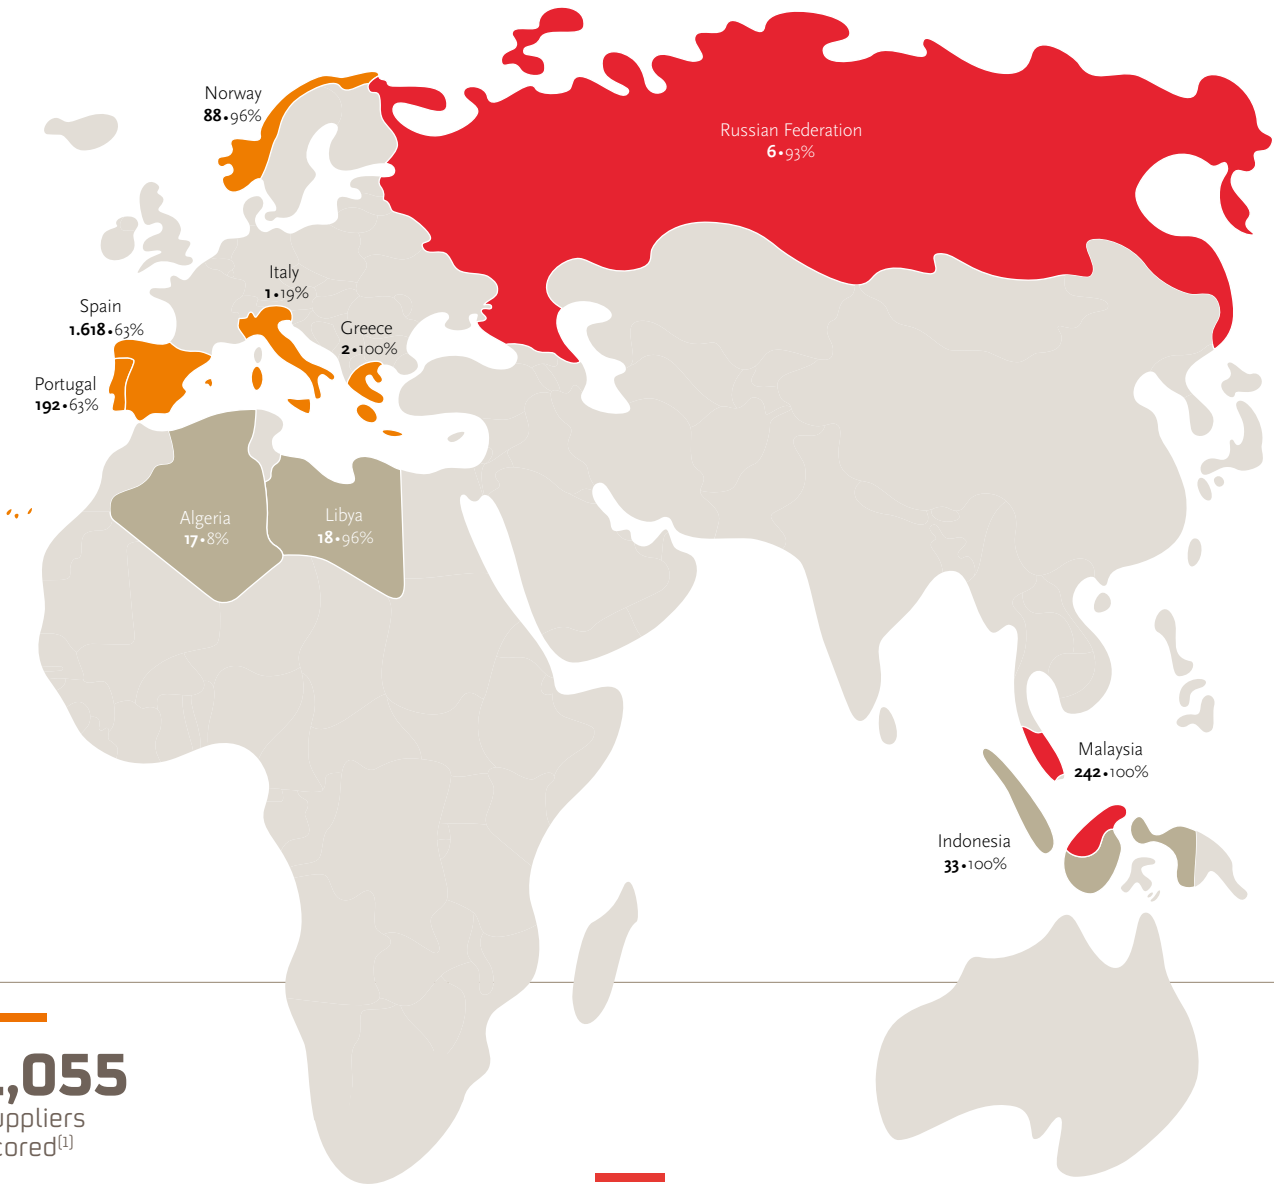 Norway
88•96%
Russian Federation
6•93%
Italy
1•19%
Spain
1.618•63%
Greece
2•100%
Portugal
192•63%
Algeria
17•8%
Libya
18•96%
Malaysia
242•100%
Indonesia
33•100%
,055
uppliers
cored(1)